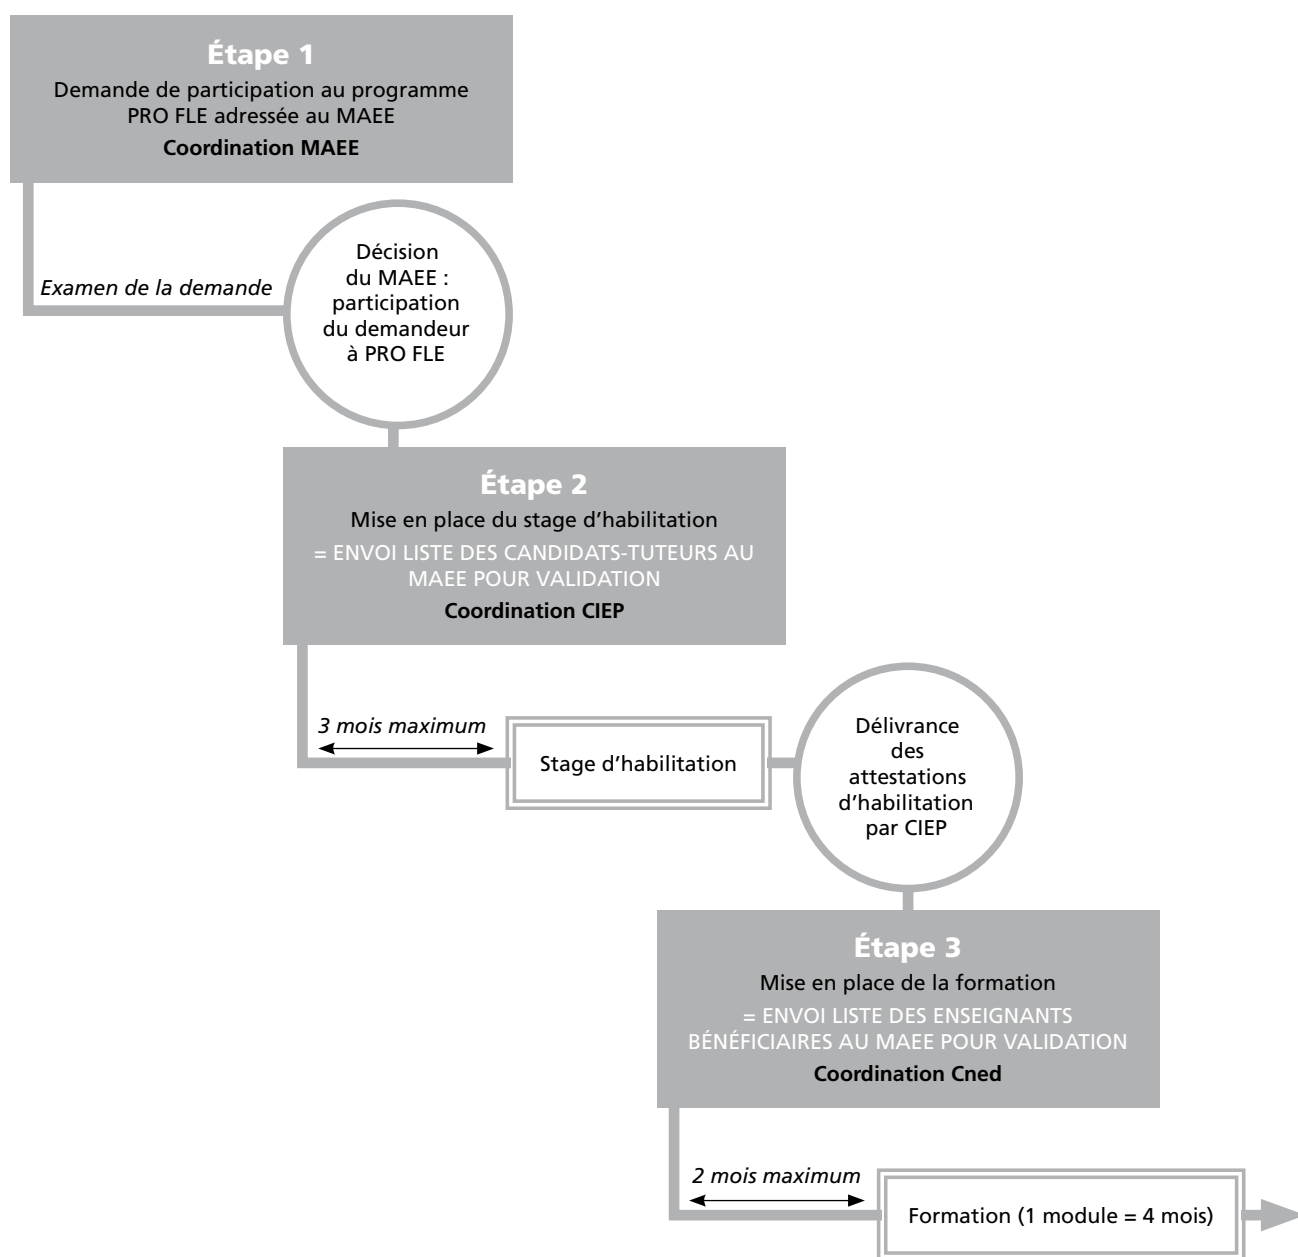 Étape 1
Demande de participation au programme
PRO FLE adressée au MAEE
Coordination MAEE
Examen de la demande
Décision
du MAEE :
participation
du demandeur
à PRO FLE
Étape 2
Mise en place du stage d’habilitation
= ENVOI LISTE DES CANDIDATS-TUTEURS AU
MAEE POUR VALIDATION
Coordination CIEP
3 mois maximum
Stage d’habilitation
Délivrance
des
attestations
d’habilitation
par CIEP
Étape 3
Mise en place de la formation
= ENVOI LISTE DES ENSEIGNANTS
BÉNÉFICIAIRES AU MAEE POUR VALIDATION
Coordination Cned
2 mois maximum
Formation (1 module = 4 mois)